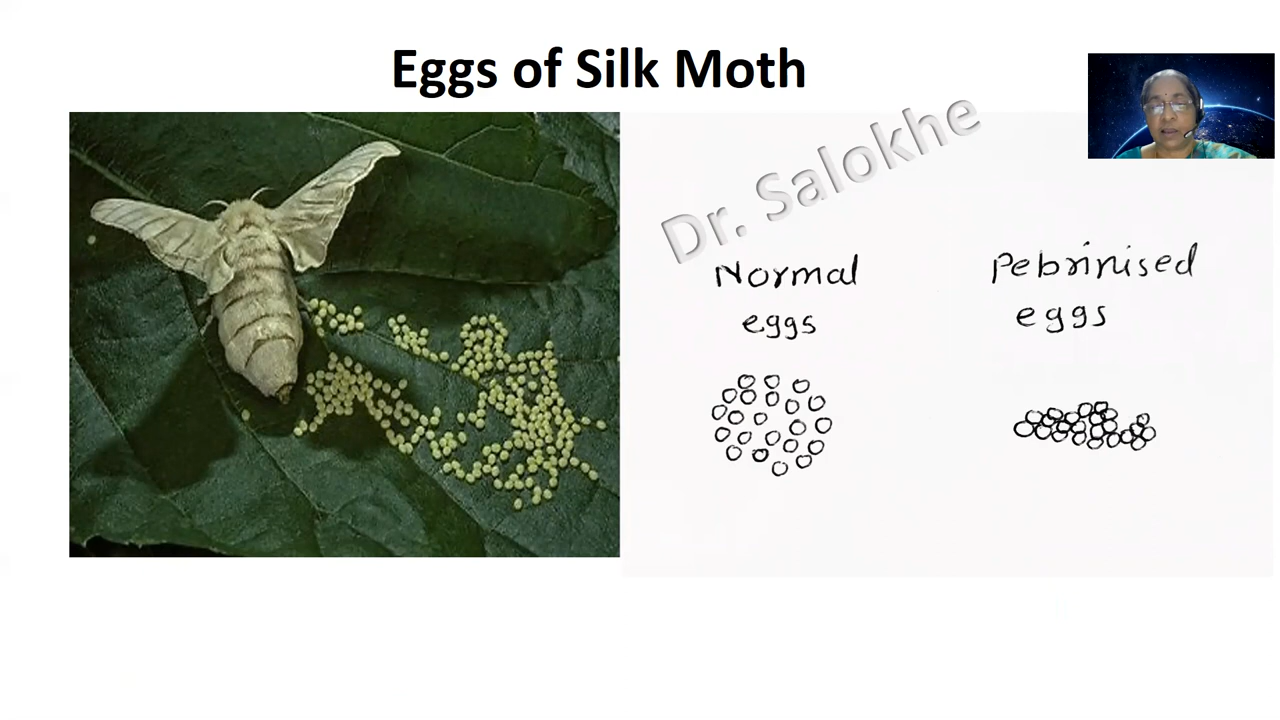 Eggs of Silk Moth
Dr. Salokhe
Normal
eggs
Pebrinised
eggs